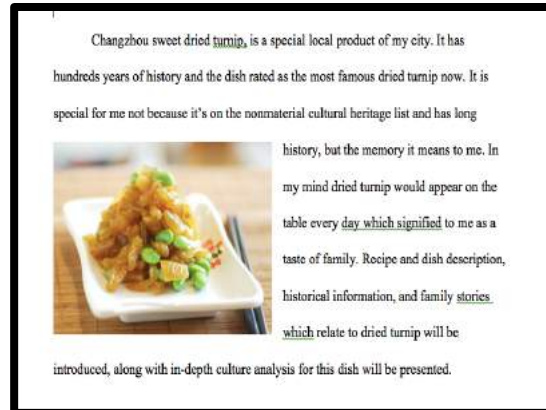 Changzhou sweet dried turnip, is a special local product of my city. It has
hundreds years of history and the dish rated as the most famous dried turnip now. It is
special for me not because it's on the nonmaterial cultural heritage list and has long
history, but the memory it means to me. In
my mind dried turnip would appear on the
table every day which signified to me as a
taste of family. Recipe and dish description,
historical information, and family stories
which relate to dried turnip will be
introduced, along with in-depth culture analysis for this dish will be presented.